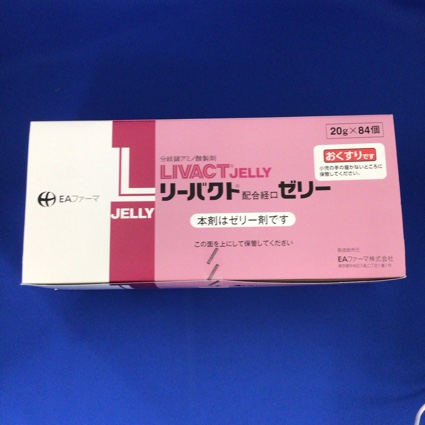 20g×84個
分岐鎖アミノ酸製剤
LIVACT® JELLY
リーバクト® 配合経口ゼリー
おくすりです
小児の手の届かないところに
保管してください。
EAファーマ
L
JELLY
本剤はゼリー剤です
この面を上にして保管してください
製造販売元
EAファーマ株式会社